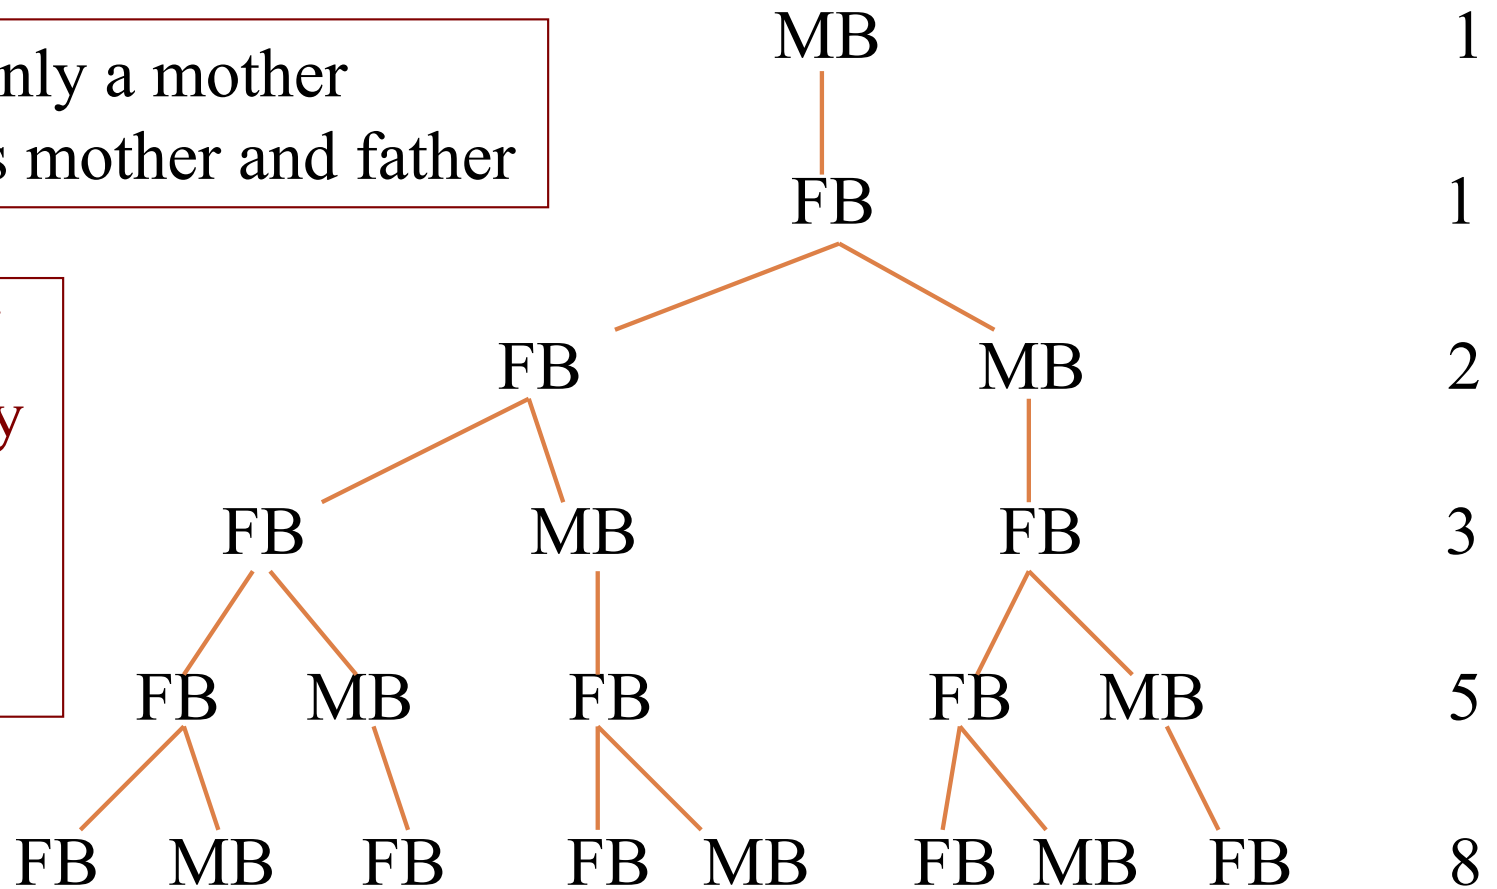 nly a mother
s mother and father
y
MB 1
FB 1
FB MB 2
FB MB FB 3
FB MB FB FB MB 5
FB MB FB FB MB FB MB FB 8